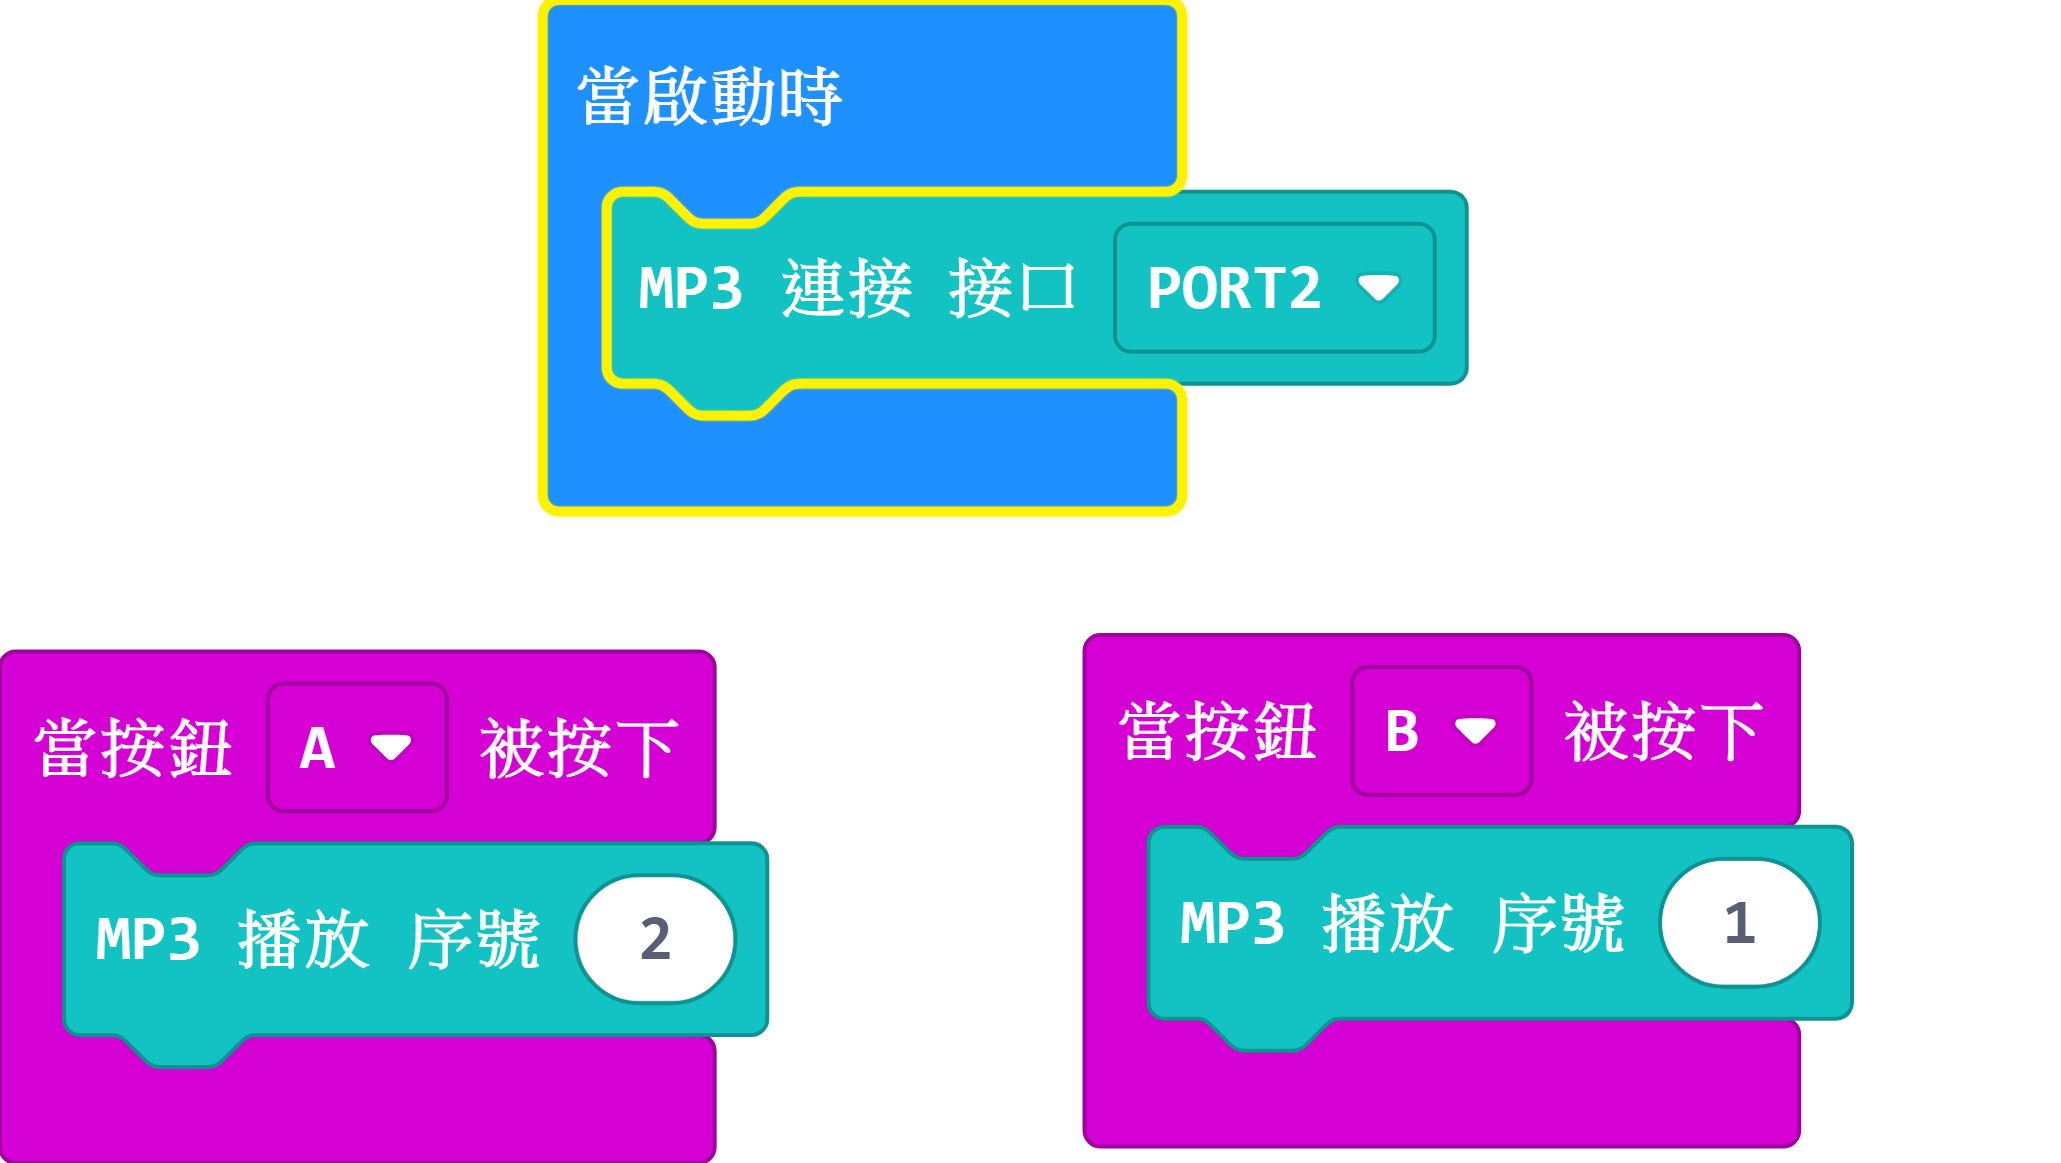 當啟動時
MP3 連接 接口 PORT2
當按鈕 A 被按下
MP3 播放 序號 2
當按鈕 B 被按下
MP3 播放 序號 1